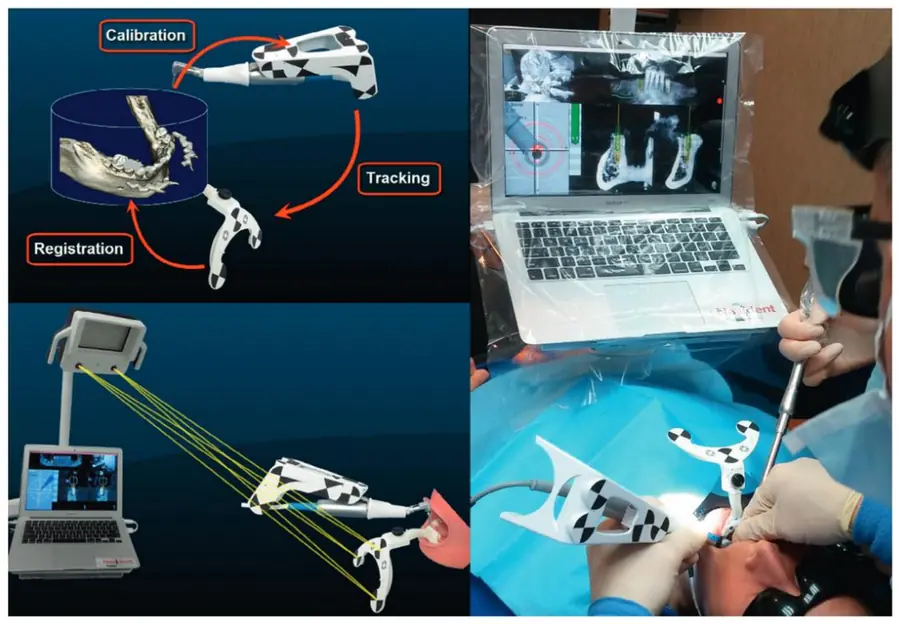 Calibration
Tracking
Registration
Navident